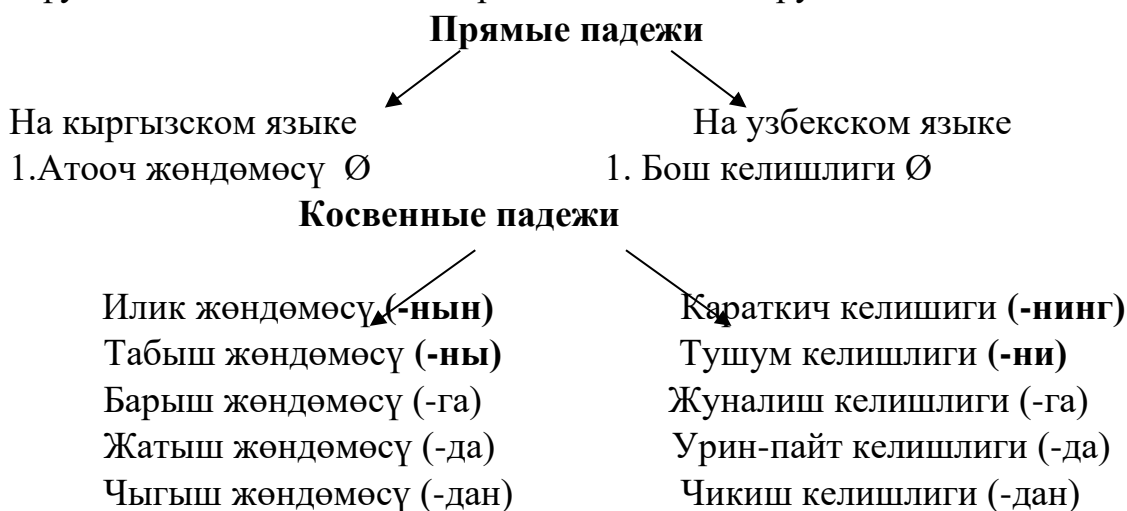 Прямые падежи
На кыргызском языке На узбекском языке
1.Атооч жөндөмөсү Ø 1. Бош келишлиги Ø
Косвенные падежи
Илик жөндөмөсү (-нын) Караткич келишиги (-нинг)
Табыш жөндөмөсү (-ны) Тушум келишлиги (-ни)
Барыш жөндөмөсү (-га) Жуналиш келишлиги (-га)
Жатыш жөндөмөсү (-да) Урин-пайт келишлиги (-да)
Чыгыш жөндөмөсү (-дан) Чикиш келишлиги (-дан)